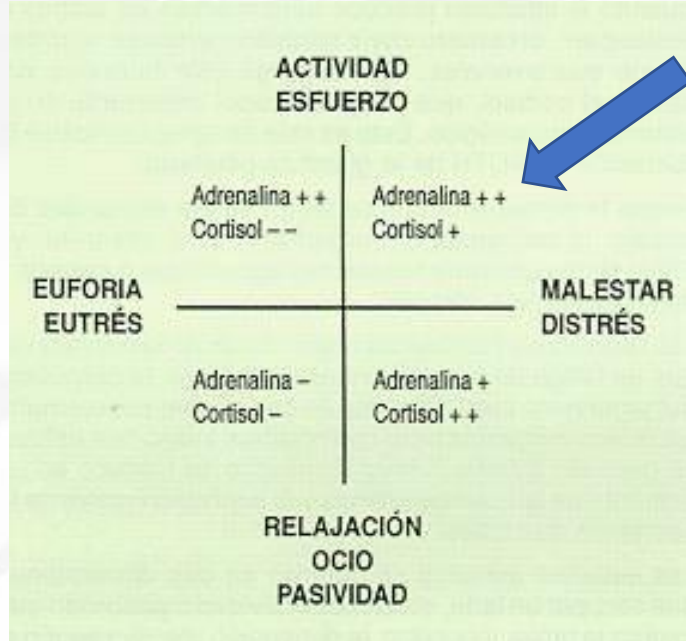 ACTIVIDAD
ESFUERZO
Adrenalina + +
Cortisol – –
Adrenalina + +
Cortisol +
EUFORIA
EUTRÉS
MALESTAR
DISTRÉS
Adrenalina –
Cortisol –
Adrenalina +
Cortisol + +
RELAJACIÓN
OCIO
PASIVIDAD